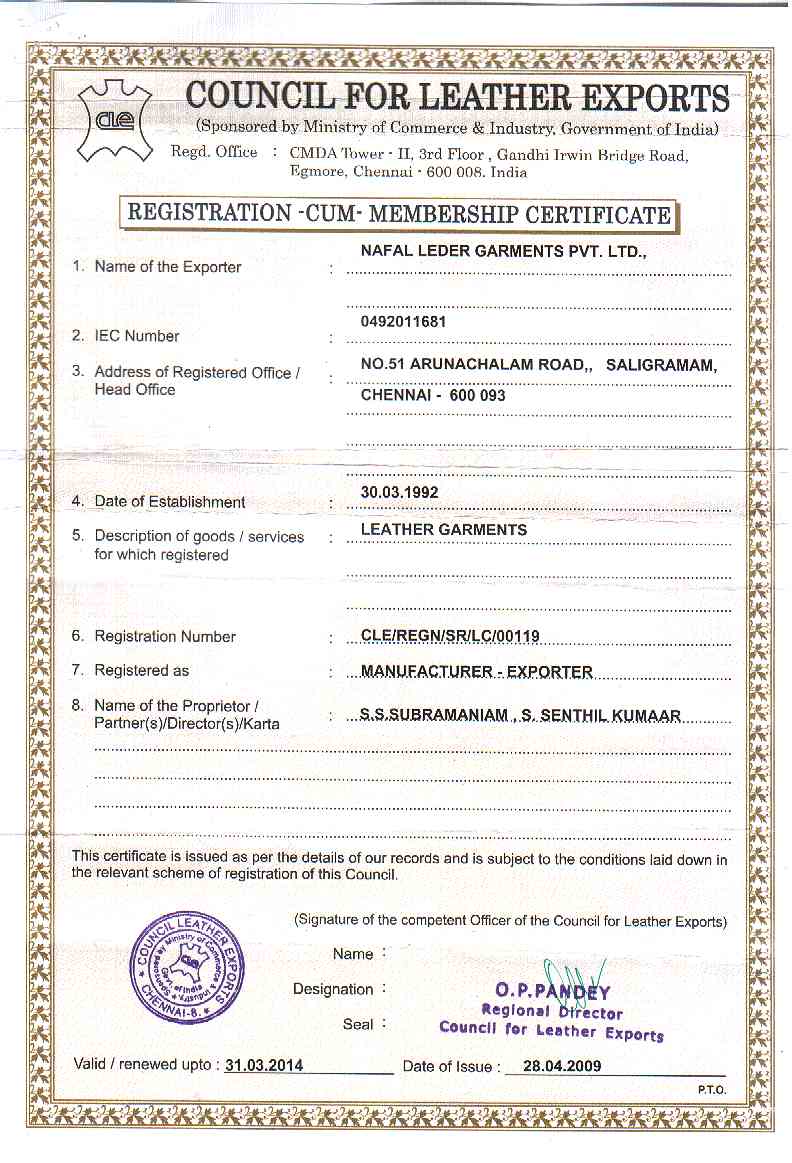 CLE
COUNCIL FOR LEATHER EXPORTS
(Sponsored by Ministry of Commerce & Industry, Government of India)
Regd. Office : CMDA Tower - II, 3rd Floor , Gandhi Irwin Bridge Road,
Egmore, Chennai - 600 008. India
REGISTRATION -CUM- MEMBERSHIP CERTIFICATE
1. Name of the Exporter : NAFAL LEDER GARMENTS PVT. LTD.,
2. IEC Number : 0492011681
3. Address of Registered Office / : NO.51 ARUNACHALAM ROAD,, SALIGRAMAM,
Head Office CHENNAI - 600 093
4. Date of Establishment : 30.03.1992
5. Description of goods / services : LEATHER GARMENTS
for which registered
6. Registration Number : CLE/REGN/SR/LC/00119
7. Registered as : MANUFACTURER - EXPORTER
8. Name of the Proprietor / : S.S.SUBRAMANIAM , S. SENTHIL KUMAAR
Partner(s)/Director(s)/Karta
This certificate is issued as per the details of our records and is subject to the conditions laid down in
the relevant scheme of registration of this Council.
(Signature of the competent Officer of the Council for Leather Exports)
COUNCIL LEATHER EXPORTS
* CHENNAI-8. *
Sponsored by Ministry of Commerce & Industry, Govt. of India
CLE
Name :
Designation : O.P.PANDEY
Regional Director
Seal : Council for Leather Exports
Valid / renewed upto : 31.03.2014 Date of Issue : 28.04.2009
P.T.O.